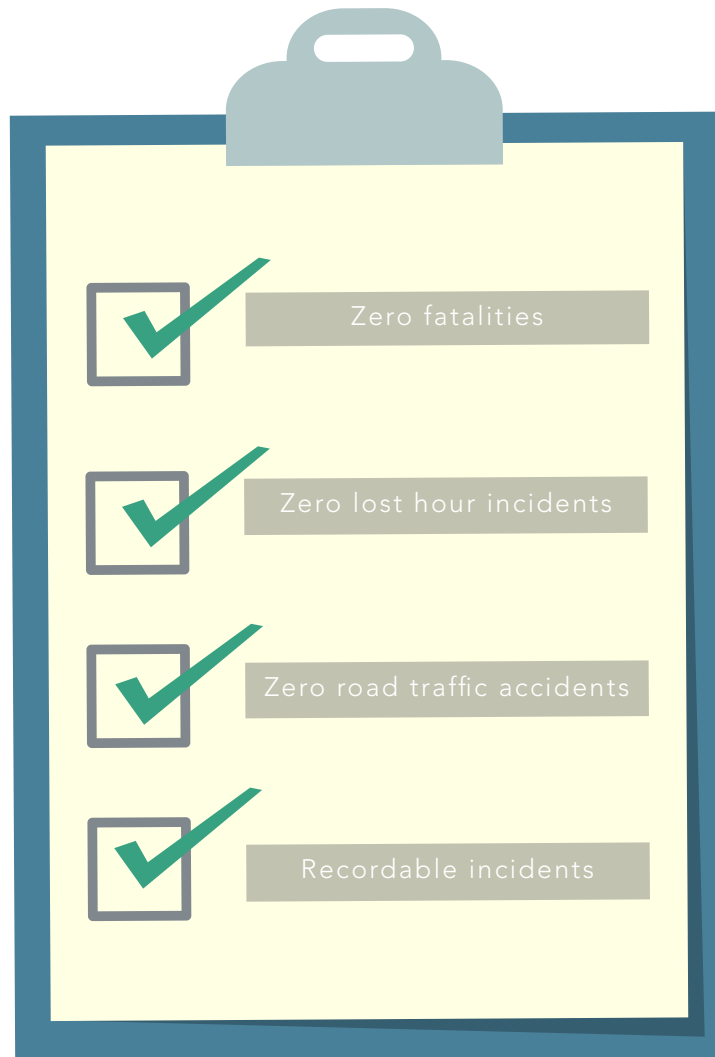 Zero fatalities
Zero lost hour incidents
Zero road traffic accidents
Recordable incidents